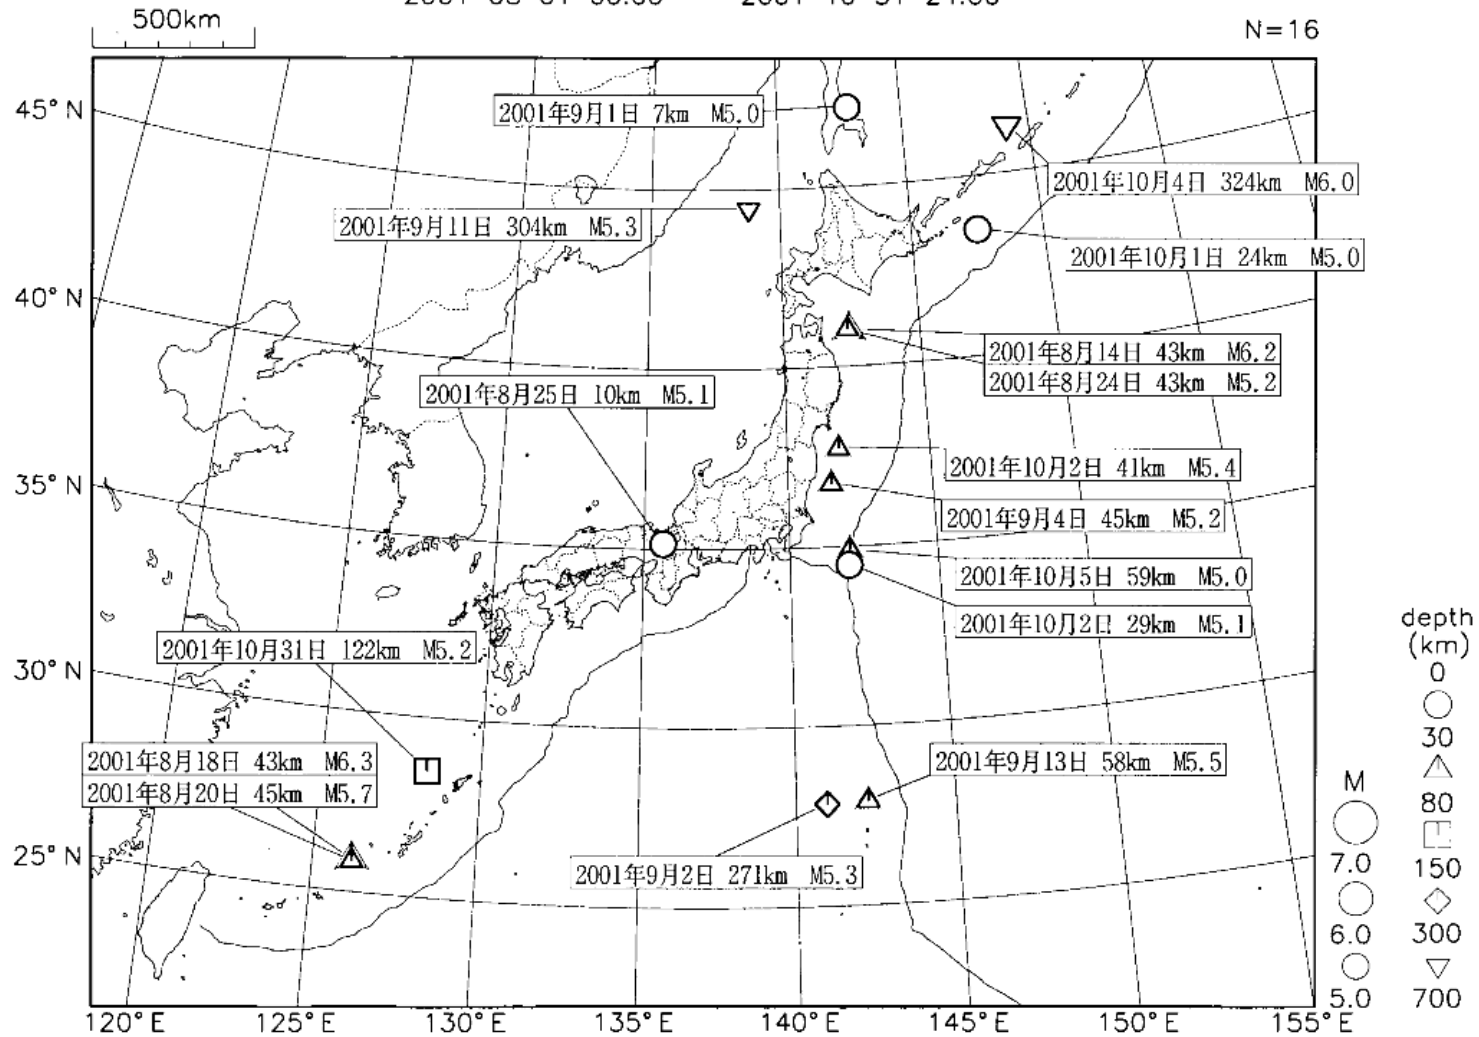 500km
N=16
45°N
40°N
35°N
30°N
25°N
2001年9月1日 7km M5.0
2001年10月4日 324km M6.0
2001年9月11日 304km M5.3
2001年10月1日 24km M5.0
2001年8月14日 43km M6.2
2001年8月24日 43km M5.2
2001年8月25日 10km M5.1
2001年10月2日 41km M5.4
2001年9月4日 45km M5.2
2001年10月5日 59km M5.0
2001年10月2日 29km M5.1
2001年10月31日 122km M5.2
2001年8月18日 43km M6.3
2001年8月20日 45km M5.7
2001年9月13日 58km M5.5
2001年9月2日 271km M5.3
120°E 125°E 130°E 135°E 140°E 145°E 150°E 155°E
M
7.0
6.0
5.0
depth
(km)
0
30
80
150
300
700